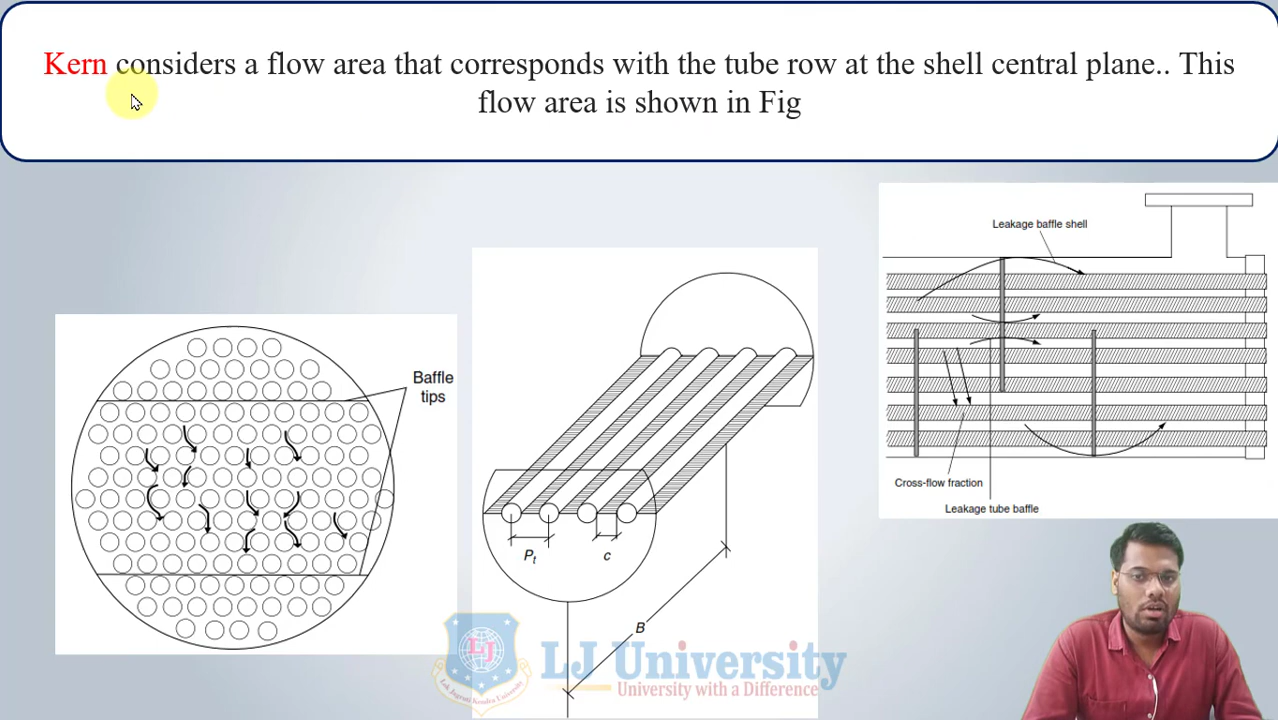 Kern considers a flow area that corresponds with the tube row at the shell central plane.. This
flow area is shown in Fig
Baffle
tips
Pt
c
B
Leakage baffle shell
Cross-flow fraction
Leakage tube baffle
LJ University
University with a Difference